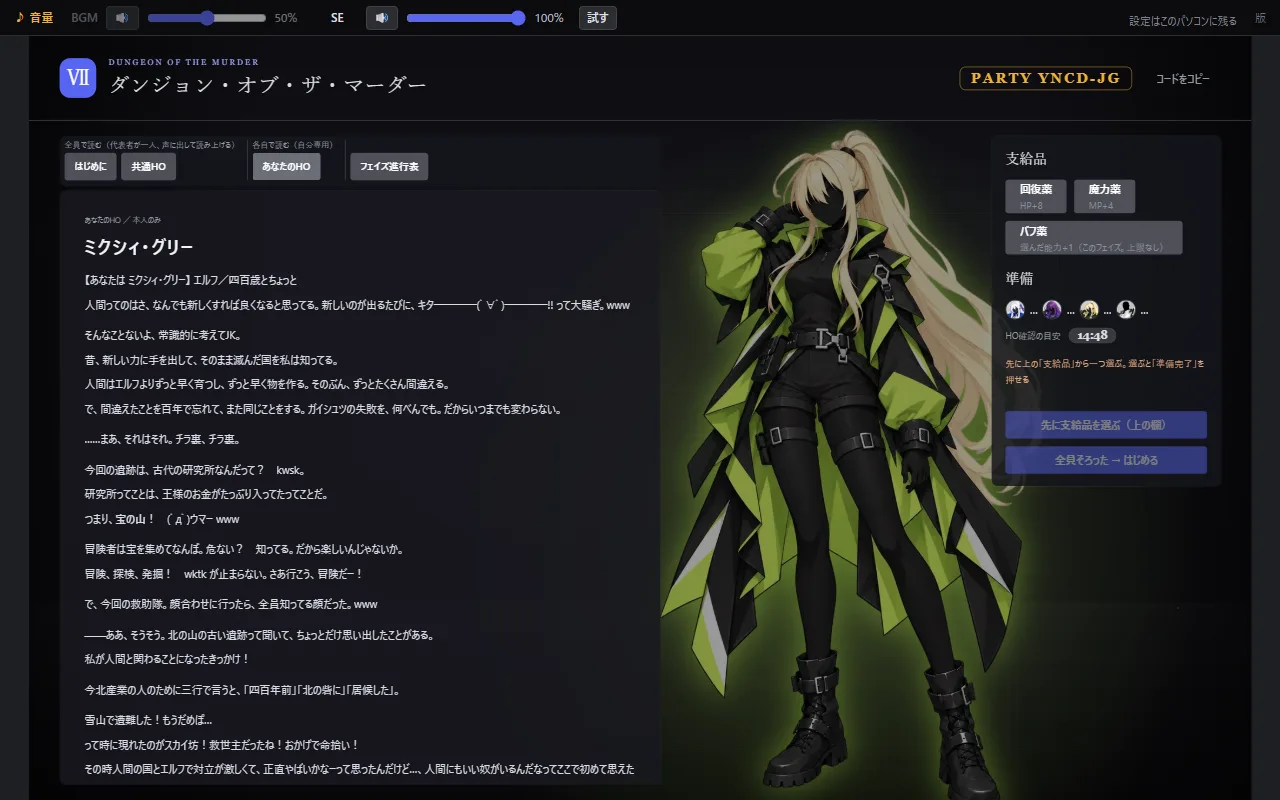 ♪ 音量 BGM 50% SE 100% 試す 設定はこのパソコンに残る 版
Ⅶ DUNGEON OF THE MURDER
ダンジョン・オブ・ザ・マーダー
PARTY YNCD-JG コードをコピー
全員で読む（代表者が一人、声に出して読み上げる） 各自で読む（自分専用）
はじめに 共通HO あなたのHO フェイズ進行表
あなたのHO ／ 本人のみ
ミクシィ・グリー
【あなたは ミクシィ・グリー】 エルフ／四百歳とちょっと
人間ってのはさ、なんでも新しくすれば良くなると思ってる。新しいのが出るたびに、キタ━━━━(ﾟ∀ﾟ)━━━━!! って大騒ぎ。www
そんなことないよ、常識的に考えてJK。
昔、新しい力に手を出して、そのまま滅んだ国を私は知ってる。
人間はエルフよりずっと早く育つし、ずっと早く物を作る。そのぶん、ずっとたくさん間違える。
で、間違えたことを百年で忘れて、また同じことをする。ガイシュツの失敗を、何べんでも。だからいつまでも変わらない。
……まあ、それはそれ。チラ裏、チラ裏。
今回の遺跡は、古代の研究所なんだって？　kwsk。
研究所ってことは、王様のお金がたっぷり入ってたってことだ。
つまり、宝の山！　(ﾟдﾟ)ウマー www
冒険者は宝を集めてなんぼ。危ない？　知ってる。だから楽しいんじゃないか。
冒険、探検、発掘！　wktk が止まらない。さあ行こう、冒険だー！
で、今回の救助隊。顔合わせに行ったら、全員知ってる顔だった。www
――ああ、そうそう。北の山の古い遺跡って聞いて、ちょっとだけ思い出したことがある。
私が人間と関わることになったきっかけ！
今北産業の人のために三行で言うと、「四百年前」「北の砦に」「居候した」。
雪山で遭難した！もうだめぽ…
って時に現れたのがスカイ坊！救世主だったね！おかげで命拾い！
その時人間の国とエルフで対立が激しくて、正直やばいかなーって思ったんだけど…、人間にもいい奴がいるんだなってここで初めて思えた
支給品
回復薬 魔力薬
HP+8 MP+4
バフ薬
選んだ能力+1（このフェイズ。上限なし）
準備
… … … …
HO確認の目安 14:48
先に上の「支給品」から一つ選ぶ。選ぶと「準備完了」を
押せる
先に支給品を選ぶ（上の欄）
全員そろった → はじめる